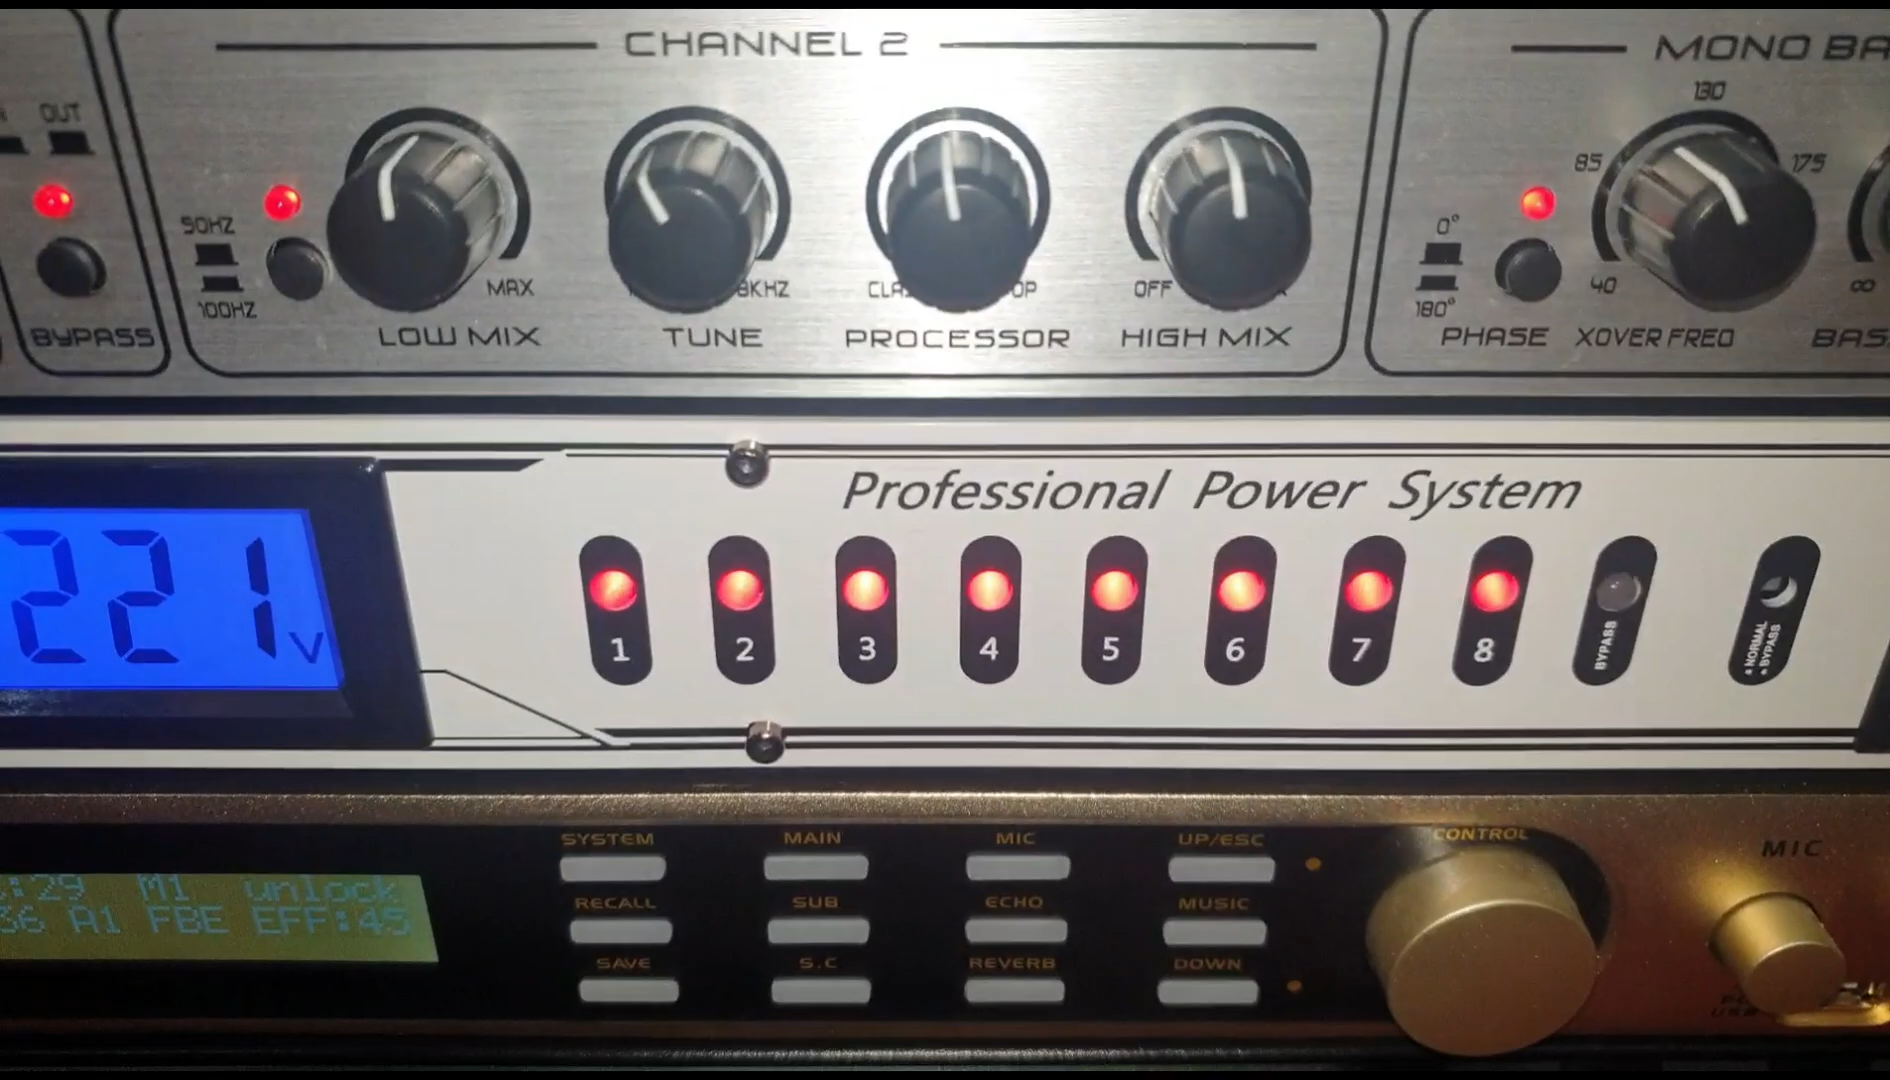 CHANNEL 2
MONO BA
OUT
130
85
175
50HZ
0°
MAX
8KHZ
OFF
40
∞
100HZ
180°
BYPASS
LOW MIX
TUNE
PROCESSOR
HIGH MIX
PHASE
XOVER FREQ
BAS
Professional Power System
221 V
1
2
3
4
5
6
7
8
BYPASS
NORMAL
BYPASS
SYSTEM
MAIN
MIC
UP/ESC
CONTROL
MIC
:29 M1 unlock
36 A1 FBE EFF:45
RECALL
SUB
ECHO
MUSIC
SAVE
S.C
REVERB
DOWN